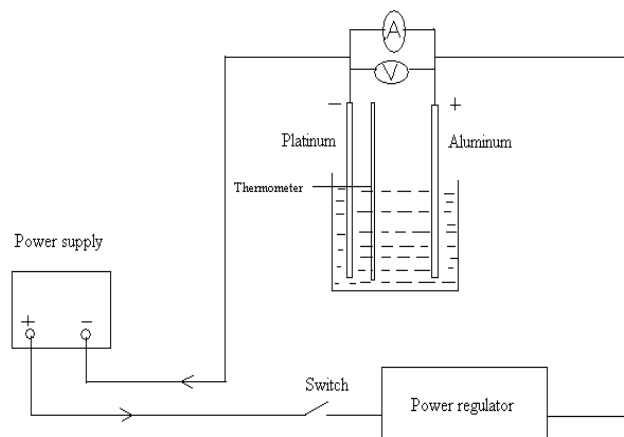 A
V
− +
Platinum Aluminum
Thermometer
Power supply
+ −
Switch
Power regulator